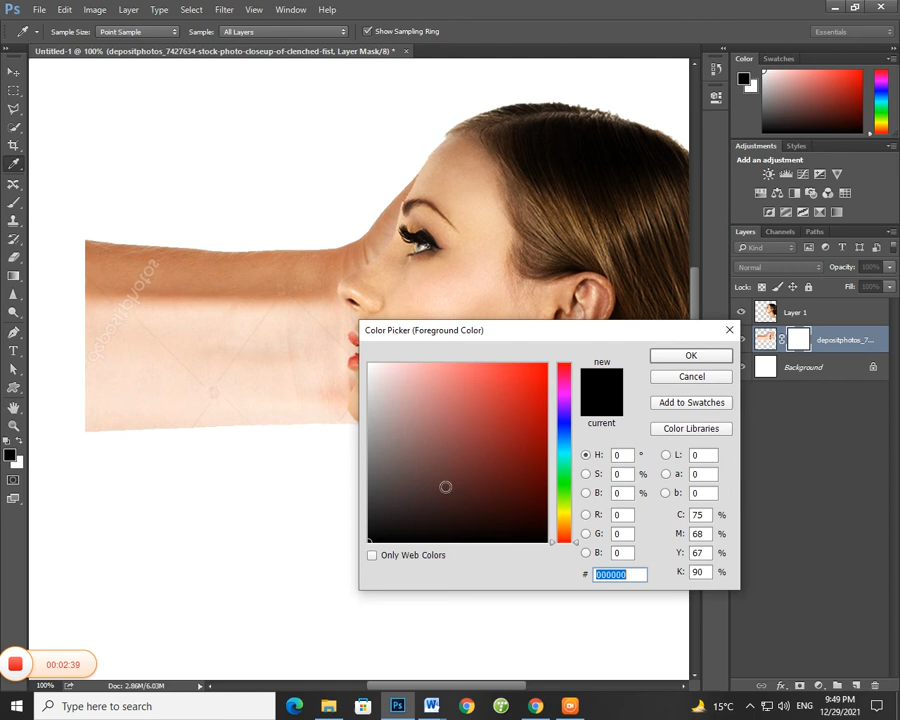 Ps File Edit Image Layer Type Select Filter View Window Help
Sample Size: Point Sample Sample: All Layers Show Sampling Ring Essentials
Untitled-1 @ 100% (depositphotos_7427634-stock-photo-closeup-of-clenched-fist, Layer Mask/8) * ×
Color Swatches
Adjustments Styles
Add an adjustment
Layers Channels Paths
Kind
Normal Opacity: 100%
Lock: Fill: 100%
Layer 1
depositphotos_7...
Background
depositphotos
Color Picker (Foreground Color)
new
current
OK
Cancel
Add to Swatches
Color Libraries
H: 0 ° L: 0
S: 0 % a: 0
B: 0 % b: 0
R: 0 C: 75 %
G: 0 M: 68 %
B: 0 Y: 67 %
# 000000 K: 90 %
Only Web Colors
00:02:39
100% Doc: 2.86M/6.03M
Type here to search
15°C ENG 9:49 PM
12/29/2021